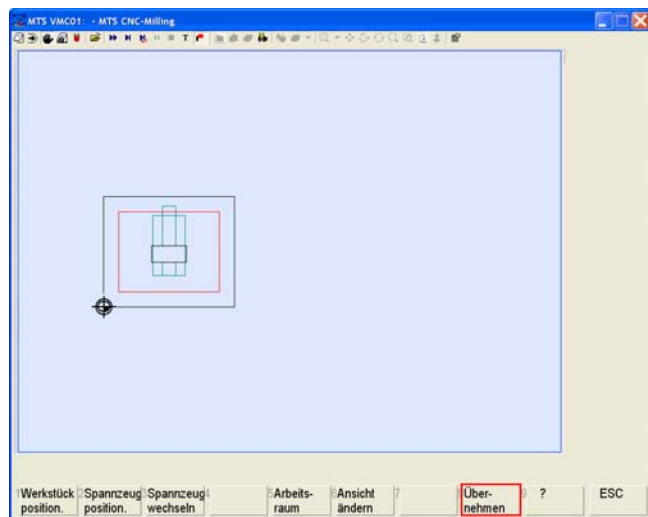 MTS VMC01: - MTS CNC-Milling
T
1 Werkstück position.
2 Spannzeug position.
3 Spannzeug wechseln
4
5 Arbeits- raum
6 Ansicht ändern
7
8 Über- nehmen
9 ?
ESC